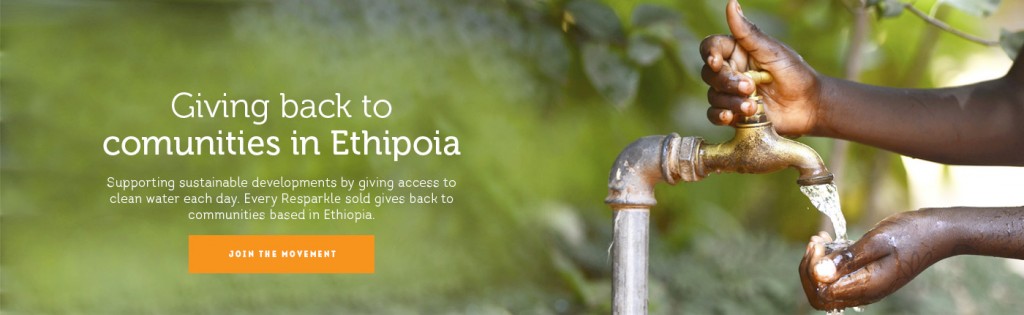 Giving back to
comunities in Ethipoia
Supporting sustainable developments by giving access to
clean water each day. Every Resparkle sold gives back to
communities based in Ethiopia.
JOIN THE MOVEMENT